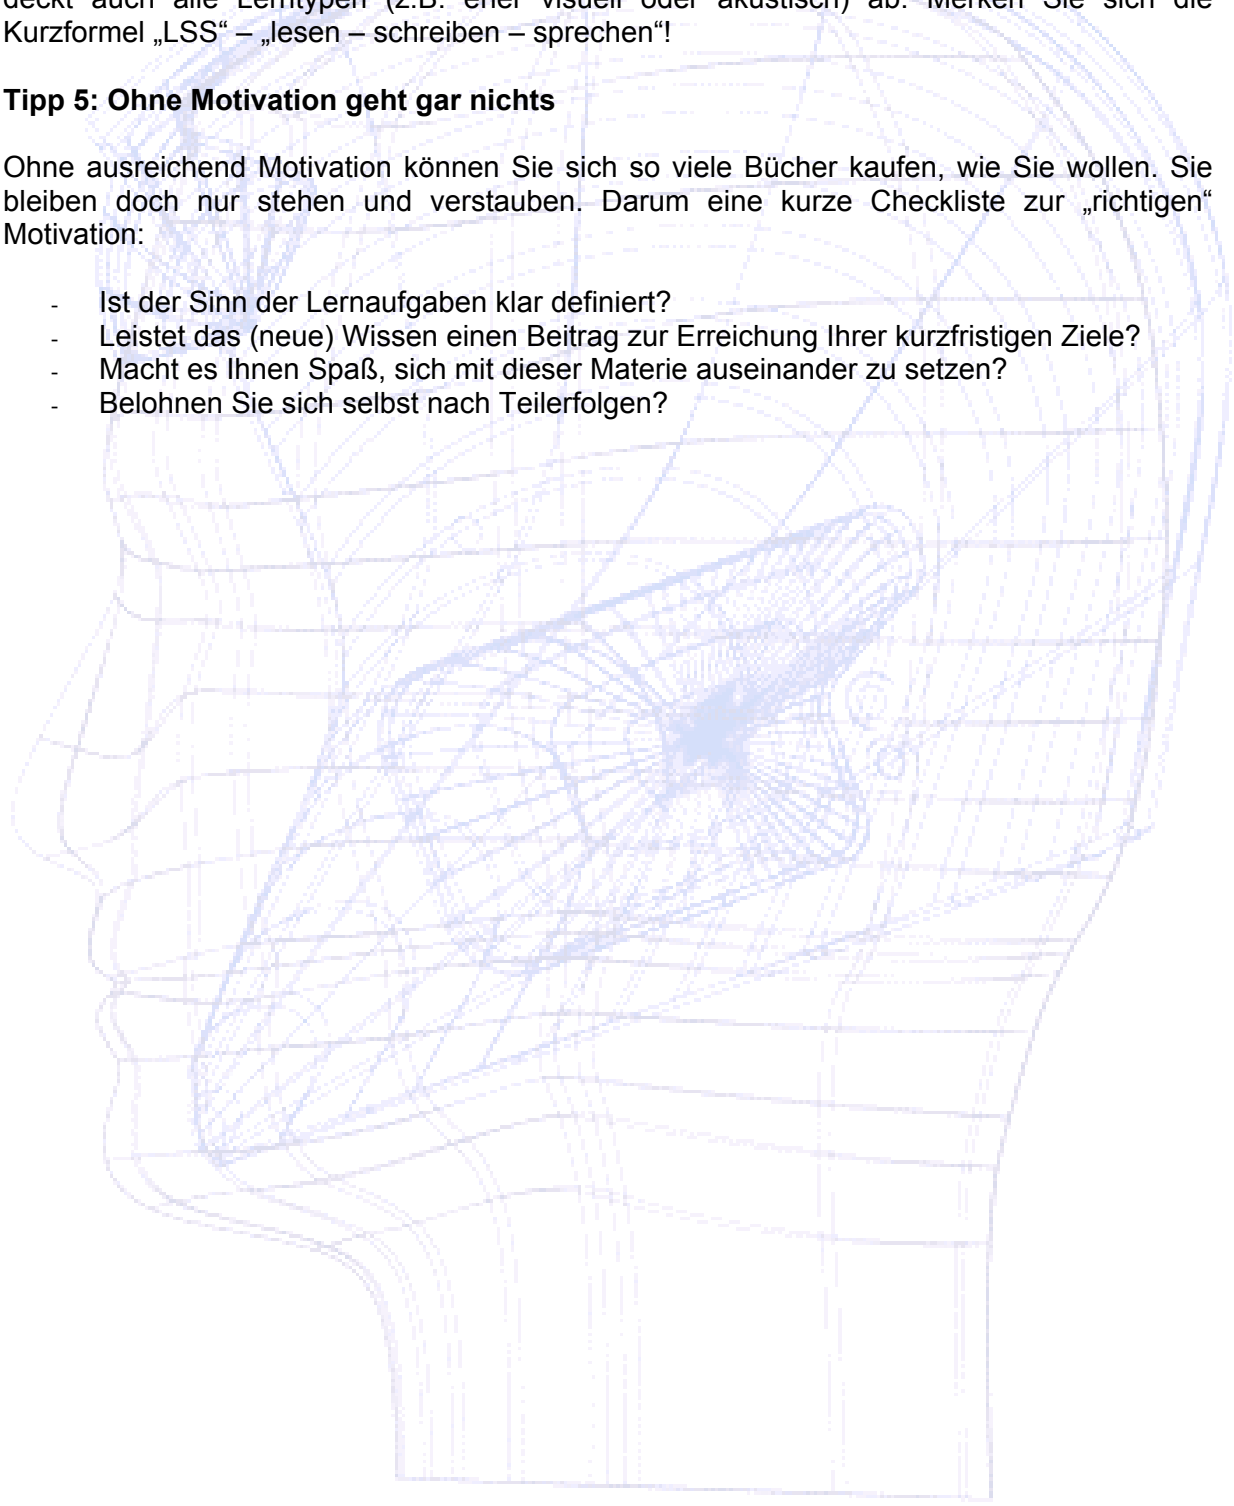 deckt auch alle Lerntypen (z.B. eher visuell oder akustisch) ab. Merken Sie sich die
Kurzformel „LSS“ – „lesen – schreiben – sprechen“!
Tipp 5: Ohne Motivation geht gar nichts
Ohne ausreichend Motivation können Sie sich so viele Bücher kaufen, wie Sie wollen. Sie
bleiben doch nur stehen und verstauben. Darum eine kurze Checkliste zur „richtigen“
Motivation:
- Ist der Sinn der Lernaufgaben klar definiert?
- Leistet das (neue) Wissen einen Beitrag zur Erreichung Ihrer kurzfristigen Ziele?
- Macht es Ihnen Spaß, sich mit dieser Materie auseinander zu setzen?
- Belohnen Sie sich selbst nach Teilerfolgen?